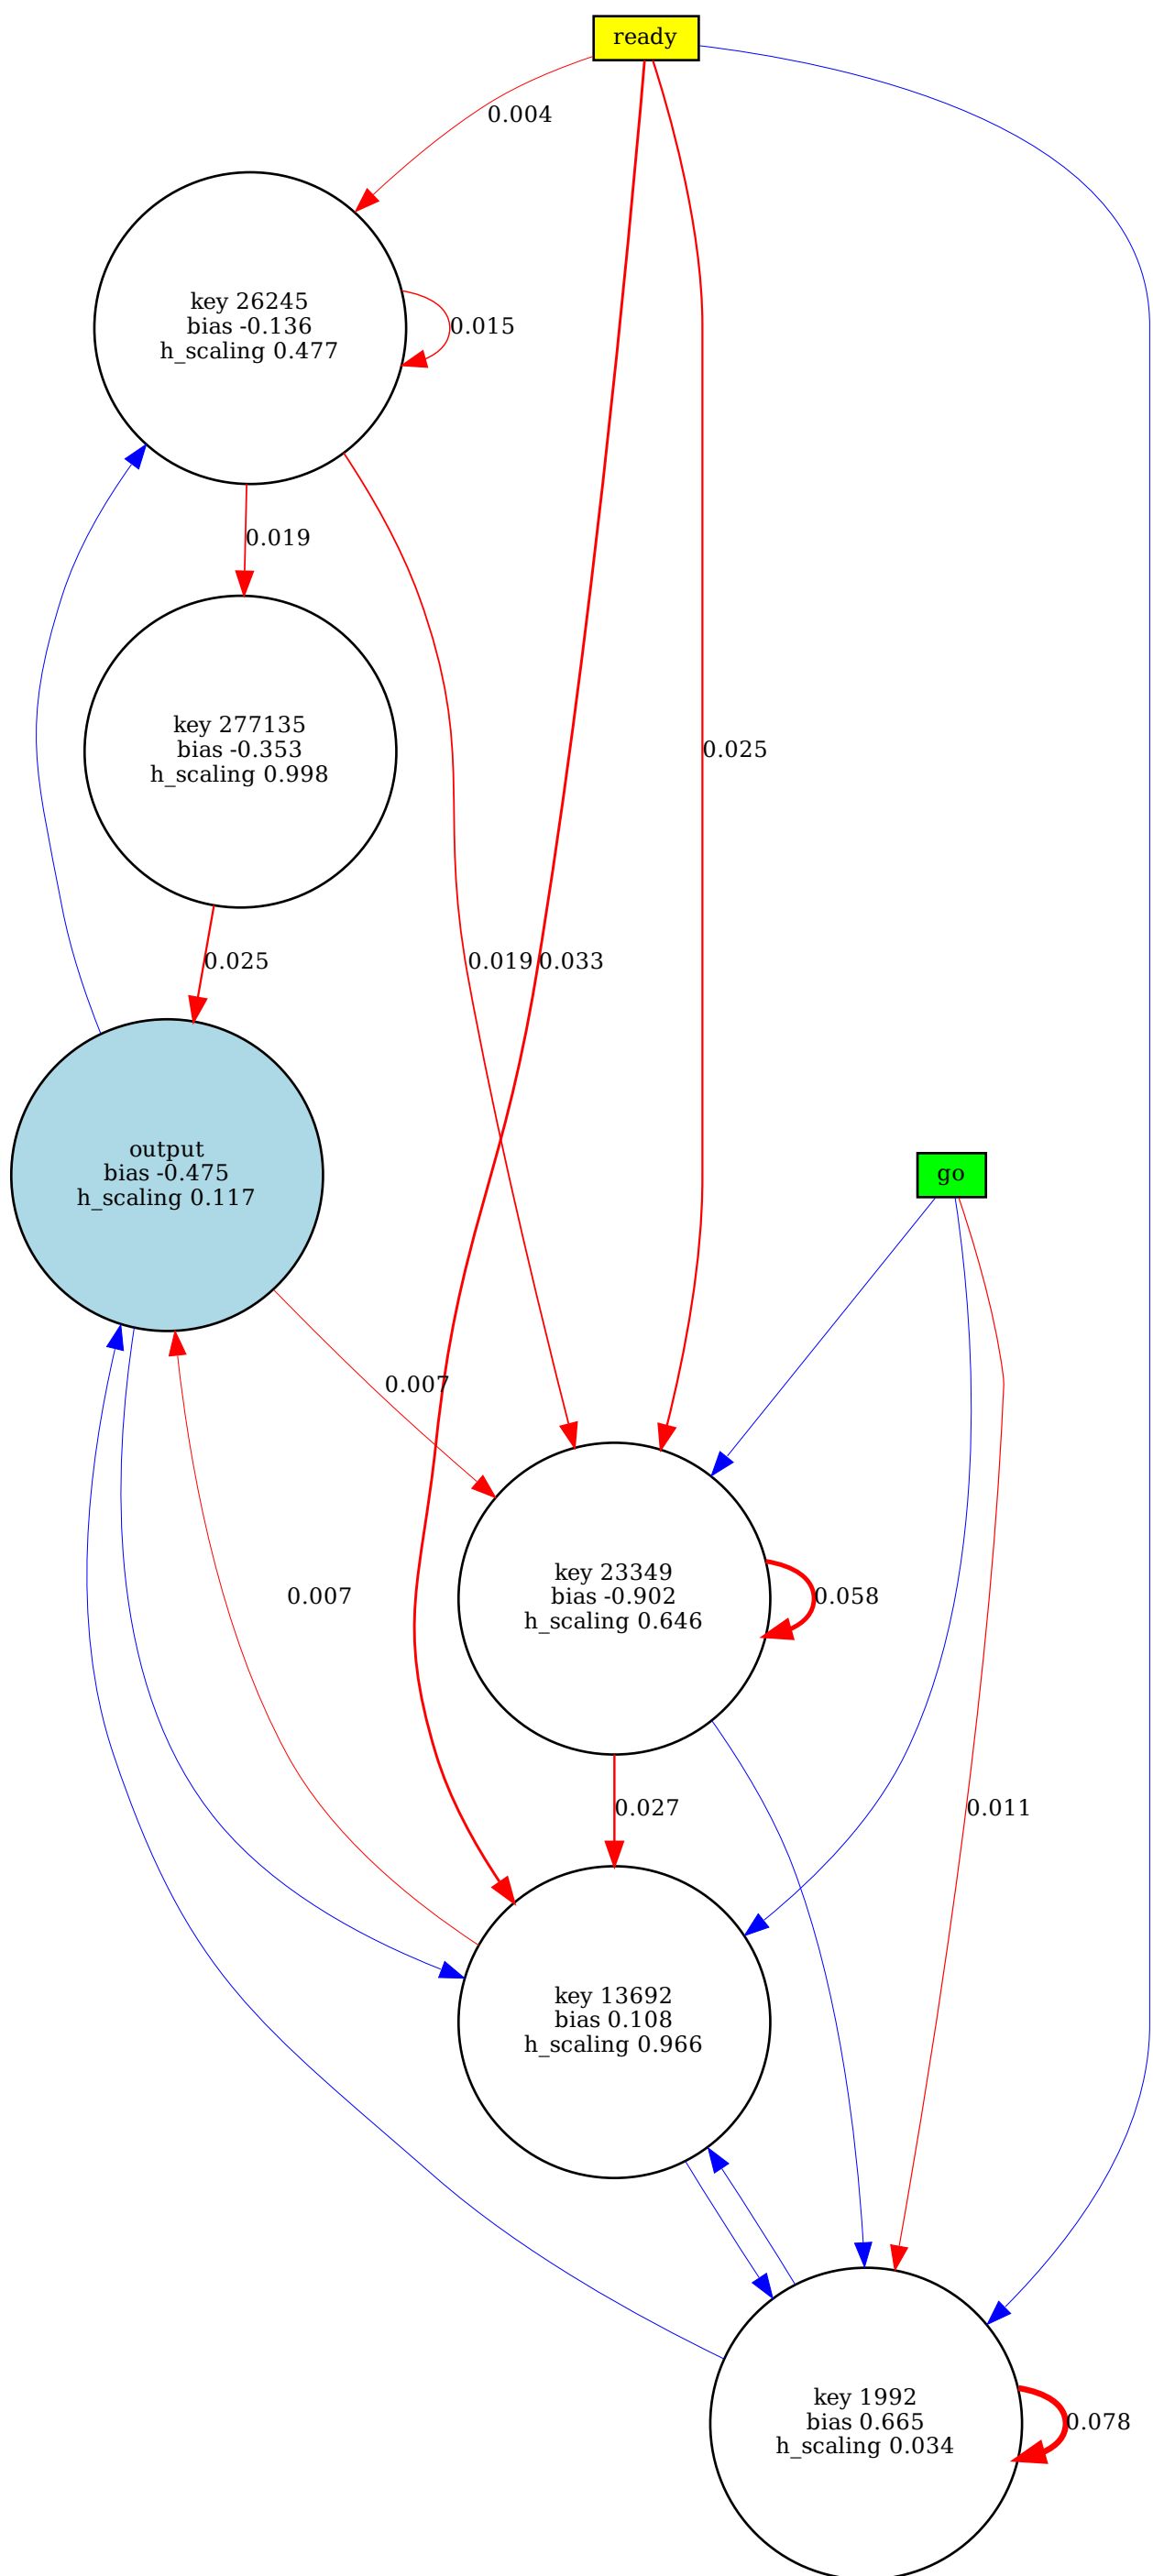 ready
0.004
key 26245
bias -0.136
h_scaling 0.477
0.015
0.019
key 277135
bias -0.353
h_scaling 0.998
0.025
0.025
0.019
0.033
output
bias -0.475
h_scaling 0.117
go
0.007
key 23349
bias -0.902
h_scaling 0.646
0.058
0.007
0.027
0.011
key 13692
bias 0.108
h_scaling 0.966
key 1992
bias 0.665
h_scaling 0.034
0.078